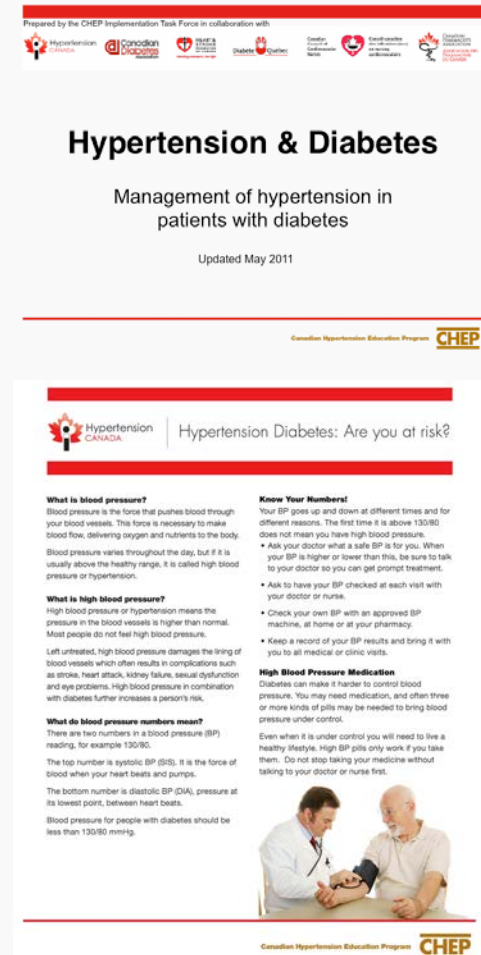 Prepared by the CHEP Implementation Task Force in collaboration with
Hypertension
CANADA
Canadian
Diabetes
Association
HEART &
STROKE
FOUNDATION
Diabète Québec
Canadian
Council of
Cardiovascular
Nurses
Hypertension & Diabetes
Management of hypertension in
patients with diabetes
Updated May 2011
Canadian Hypertension Education Program CHEP
Hypertension
CANADA
Hypertension Diabetes: Are you at risk?
What is blood pressure?
Blood pressure is the force that pushes blood through
your blood vessels. This force is necessary to make
blood flow, delivering oxygen and nutrients to the body.
Blood pressure varies throughout the day, but if it is
usually above the healthy range, it is called high blood
pressure or hypertension.
What is high blood pressure?
High blood pressure or hypertension means the
pressure in the blood vessels is higher than normal.
Most people do not feel high blood pressure.
Left untreated, high blood pressure damages the lining of
blood vessels which often results in complications such
as stroke, heart attack, kidney failure, sexual dysfunction
and eye problems. High blood pressure in combination
with diabetes further increases a person's risk.
What do blood pressure numbers mean?
There are two numbers in a blood pressure (BP)
reading, for example 130/80.
The top number is systolic BP (SIS). It is the force of
blood when your heart beats and pumps.
The bottom number is diastolic BP (DIA), pressure at
its lowest point, between heart beats.
Blood pressure for people with diabetes should be
less than 130/80 mmHg.
Know Your Numbers!
Your BP goes up and down at different times and for
different reasons. The first time it is above 130/80
does not mean you have high blood pressure.
• Ask your doctor what a safe BP is for you. When
your BP is higher or lower than this, be sure to talk
to your doctor so you can get prompt treatment.
• Ask to have your BP checked at each visit with
your doctor or nurse.
• Check your own BP with an approved BP
machine, at home or at your pharmacy.
• Keep a record of your BP results and bring it with
you to all medical or clinic visits.
High Blood Pressure Medication
Diabetes can make it harder to control blood
pressure. You may need medication, and often three
or more kinds of pills may be needed to bring blood
pressure under control.
Even when it is under control you will need to live a
healthy lifestyle. High BP pills only work if you take
them. Do not stop taking your medicine without
talking to your doctor or nurse first.
Canadian Hypertension Education Program CHEP